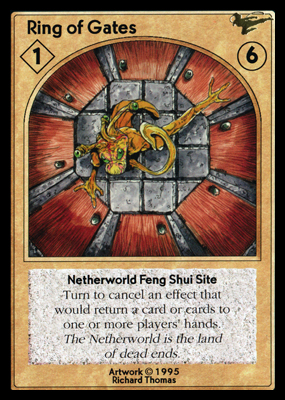 Ring of Gates
1
6
Netherworld Feng Shui Site
Turn to cancel an effect that
would return a card or cards to
one or more players' hands.
The Netherworld is the land
of dead ends.
Artwork © 1995
Richard Thomas